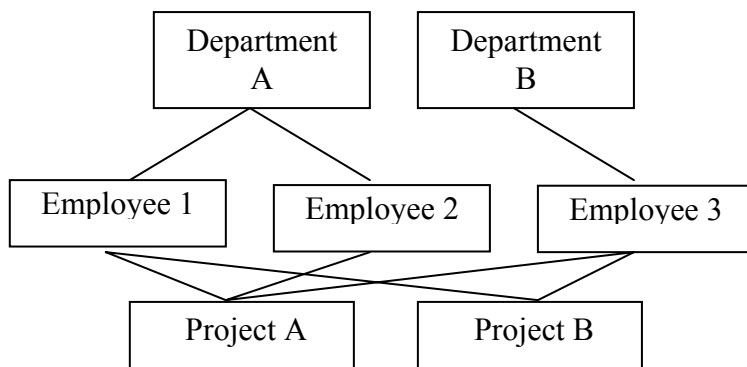 Department
A
Department
B
Employee 1
Employee 2
Employee 3
Project A
Project B